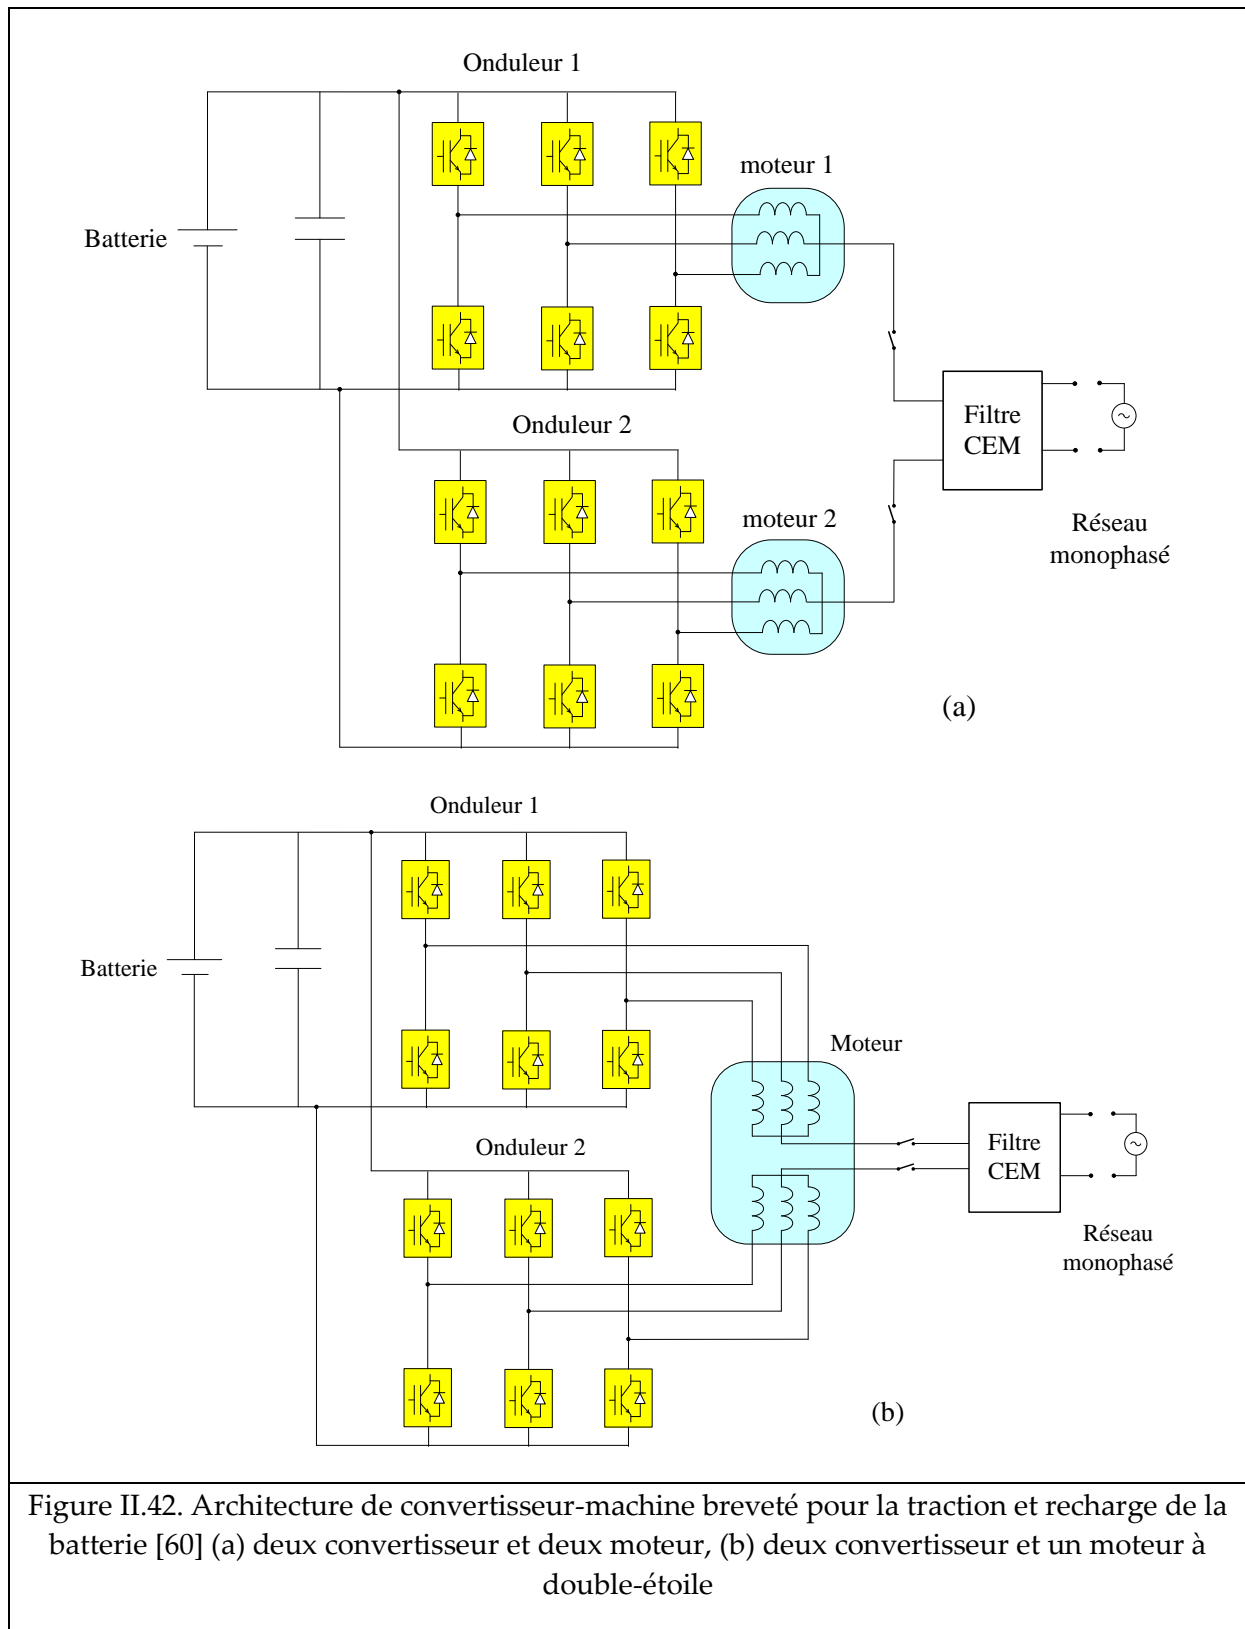 Onduleur 1
moteur 1
Batterie
Onduleur 2
Filtre
CEM
moteur 2
Réseau
monophasé
(a)
Onduleur 1
Batterie
Moteur
Onduleur 2
Filtre
CEM
Réseau
monophasé
(b)
Figure II.42. Architecture de convertisseur-machine breveté pour la traction et recharge de la
batterie [60] (a) deux convertisseur et deux moteur, (b) deux convertisseur et un moteur à
double-étoile